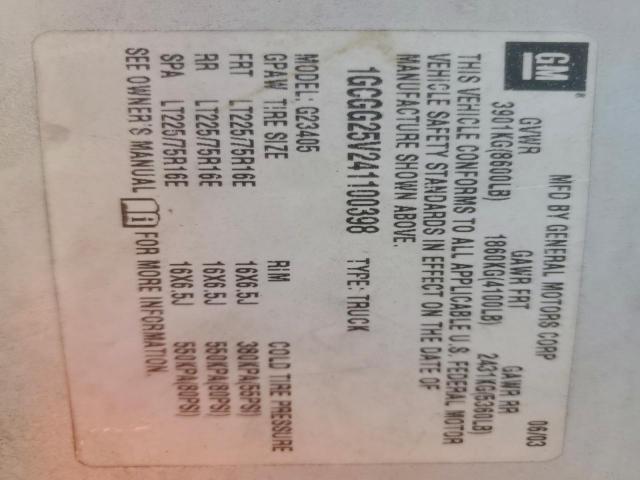 GM ®
MFD BY GENERAL MOTORS CORP 06/03
GVWR GAWR FRT GAWR RR
3901KG(8600LB) 1860KG(4100LB) 2431KG(5360LB)
THIS VEHICLE CONFORMS TO ALL APPLICABLE U.S. FEDERAL MOTOR
VEHICLE SAFETY STANDARDS IN EFFECT ON THE DATE OF
MANUFACTURE SHOWN ABOVE.
1GCGG25V241100398 TYPE: TRUCK
MODEL: G23405
GPAW TIRE SIZE RIM COLD TIRE PRESSURE
FRT LT225/75R16E 16X6.5J 380KPA(55PSI)
RR LT225/75R16E 16X6.5J 550KPA(80PSI)
SPA LT225/75R16E 16X6.5J 550KPA(80PSI)
SEE OWNER'S MANUAL i FOR MORE INFORMATION.